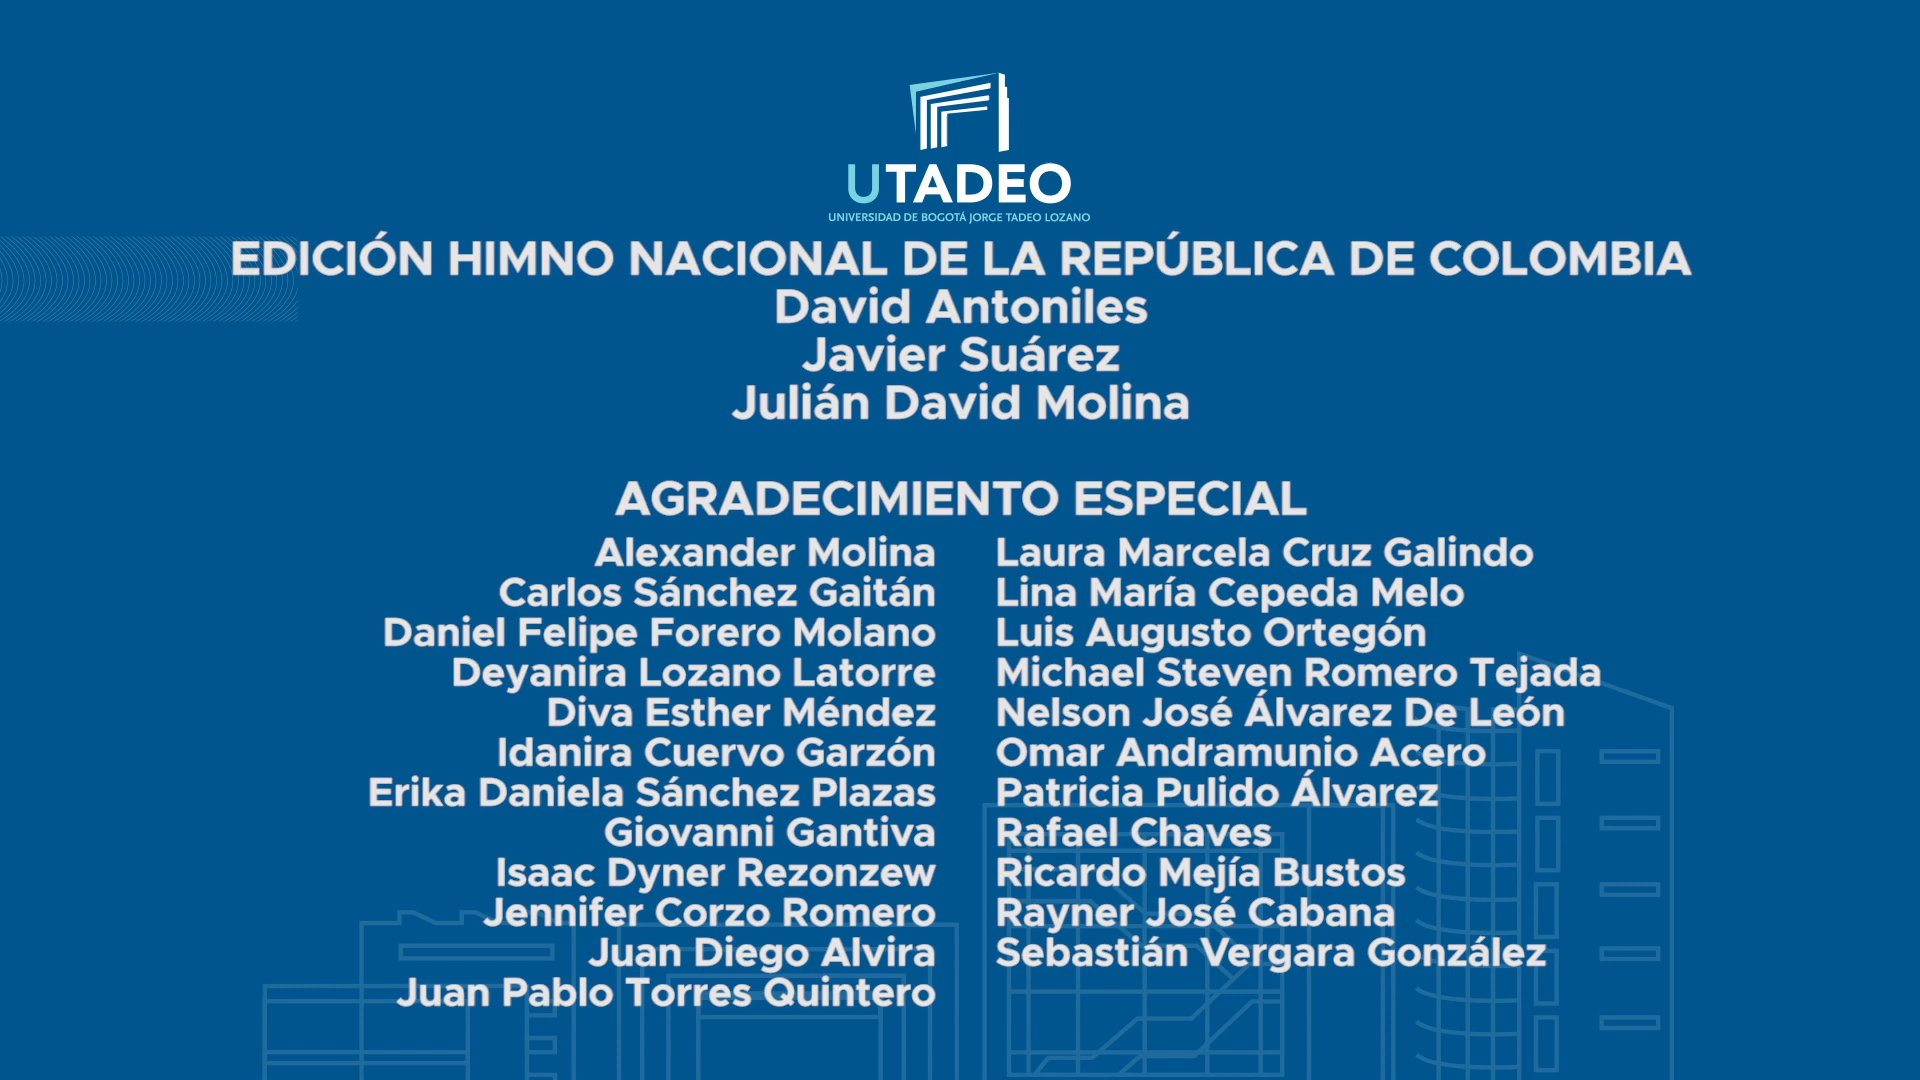 UTADEO
UNIVERSIDAD DE BOGOTÁ JORGE TADEO LOZANO
EDICIÓN HIMNO NACIONAL DE LA REPÚBLICA DE COLOMBIA
David Antoniles
Javier Suárez
Julián David Molina
AGRADECIMIENTO ESPECIAL
Alexander Molina
Carlos Sánchez Gaitán
Daniel Felipe Forero Molano
Deyanira Lozano Latorre
Diva Esther Méndez
Idanira Cuervo Garzón
Erika Daniela Sánchez Plazas
Giovanni Gantiva
Isaac Dyner Rezonzew
Jennifer Corzo Romero
Juan Diego Alvira
Juan Pablo Torres Quintero
Laura Marcela Cruz Galindo
Lina María Cepeda Melo
Luis Augusto Ortegón
Michael Steven Romero Tejada
Nelson José Álvarez De León
Omar Andramunio Acero
Patricia Pulido Álvarez
Rafael Chaves
Ricardo Mejía Bustos
Rayner José Cabana
Sebastián Vergara González